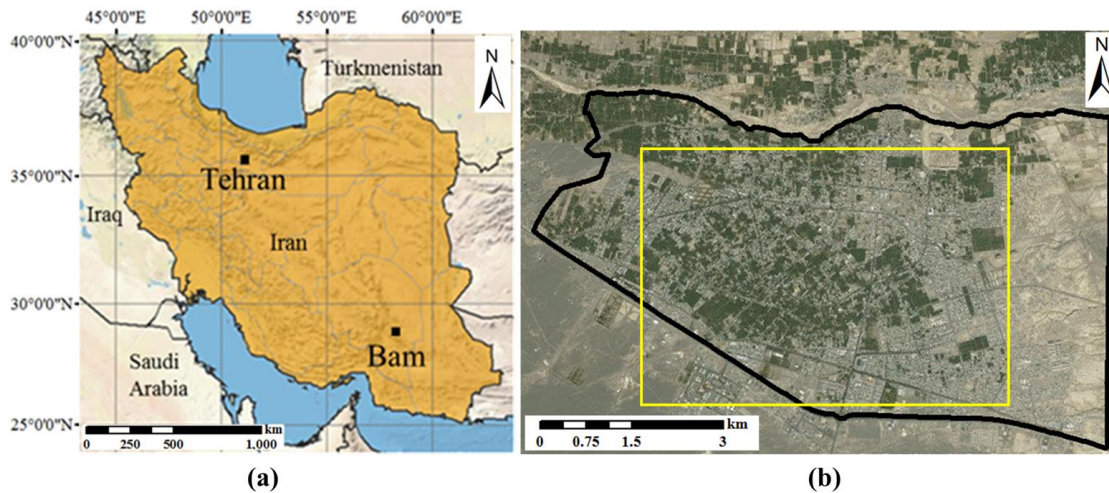 45°0'0"E 50°0'0"E 55°0'0"E 60°0'0"E
40°0'0"N
N
Turkmenistan
Tehran
35°0'0"N
Iraq
Iran
30°0'0"N
Bam
Saudi
Arabia
25°0'0"N
km
0 250 500 1,000
(a)
N
km
0 0.75 1.5 3
(b)